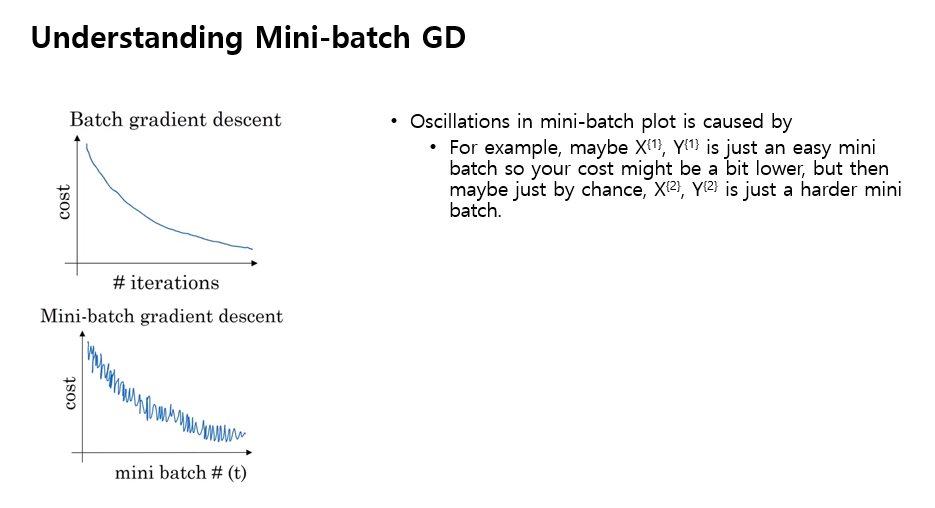 Understanding Mini-batch GD
Batch gradient descent
cost
# iterations
Mini-batch gradient descent
cost
mini batch # (t)
• Oscillations in mini-batch plot is caused by
• For example, maybe X{1}, Y{1} is just an easy mini
batch so your cost might be a bit lower, but then
maybe just by chance, X{2}, Y{2} is just a harder mini
batch.